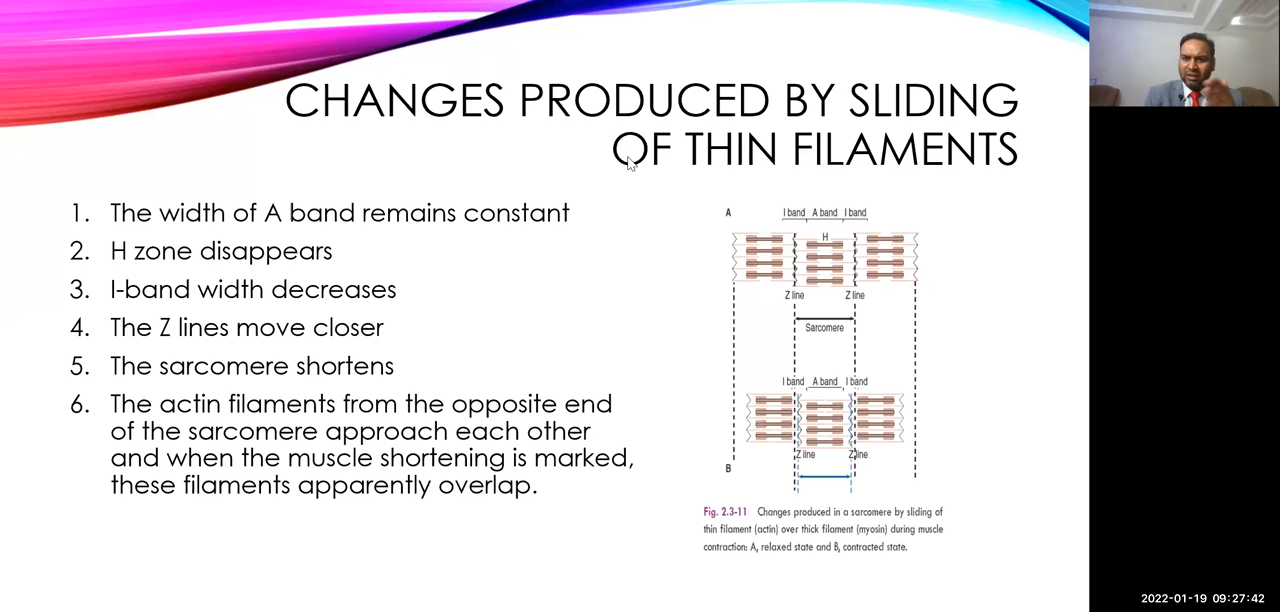 CHANGES PRODUCED BY SLIDING
OF THIN FILAMENTS
1. The width of A band remains constant
2. H zone disappears
3. I-band width decreases
4. The Z lines move closer
5. The sarcomere shortens
6. The actin filaments from the opposite end
of the sarcomere approach each other
and when the muscle shortening is marked,
these filaments apparently overlap.
A
I band A band I band
H
Z line Z line
Sarcomere
I band A band I band
Z line Z line
B
Fig. 2.3-11 Changes produced in a sarcomere by sliding of
thin filament (actin) over thick filament (myosin) during muscle
contraction: A, relaxed state and B, contracted state.
2022-01-19 09:27:42